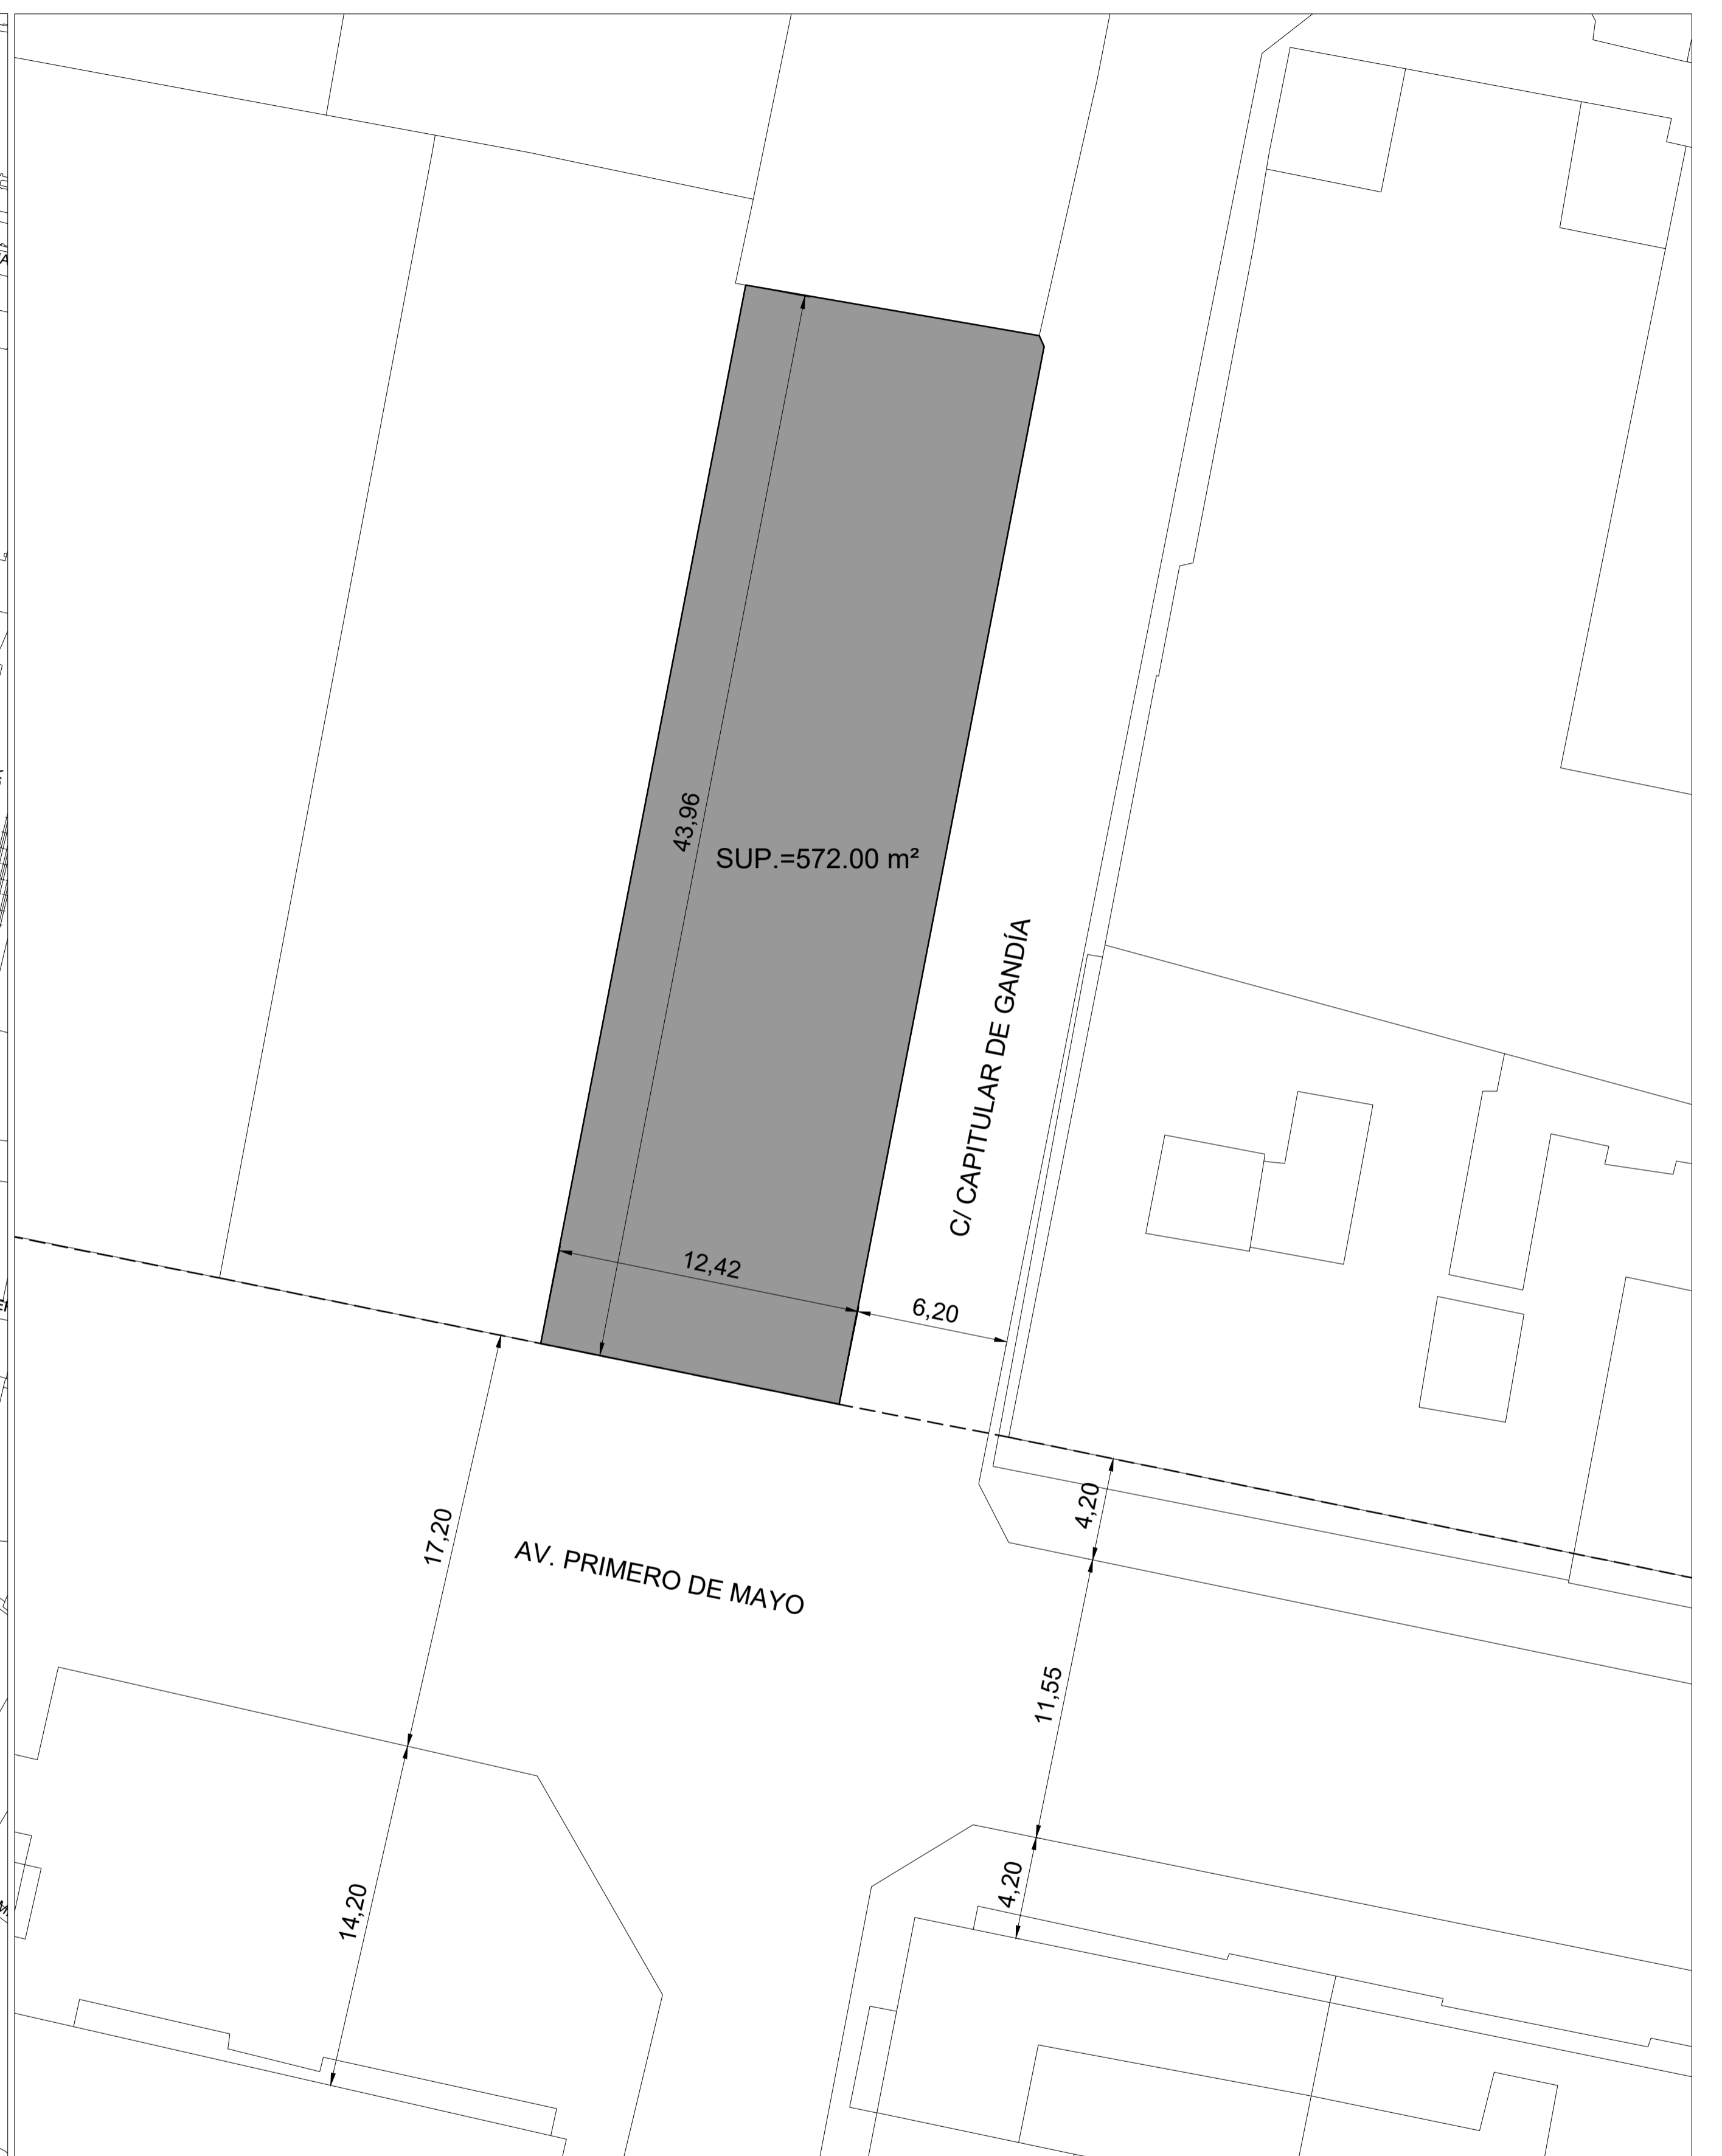 43,96
SUP.=572.00 m²
C/ CAPITULAR DE GANDÍA
12,42
6,20
17,20
4,20
AV. PRIMERO DE MAYO
11,55
4,20
14,20